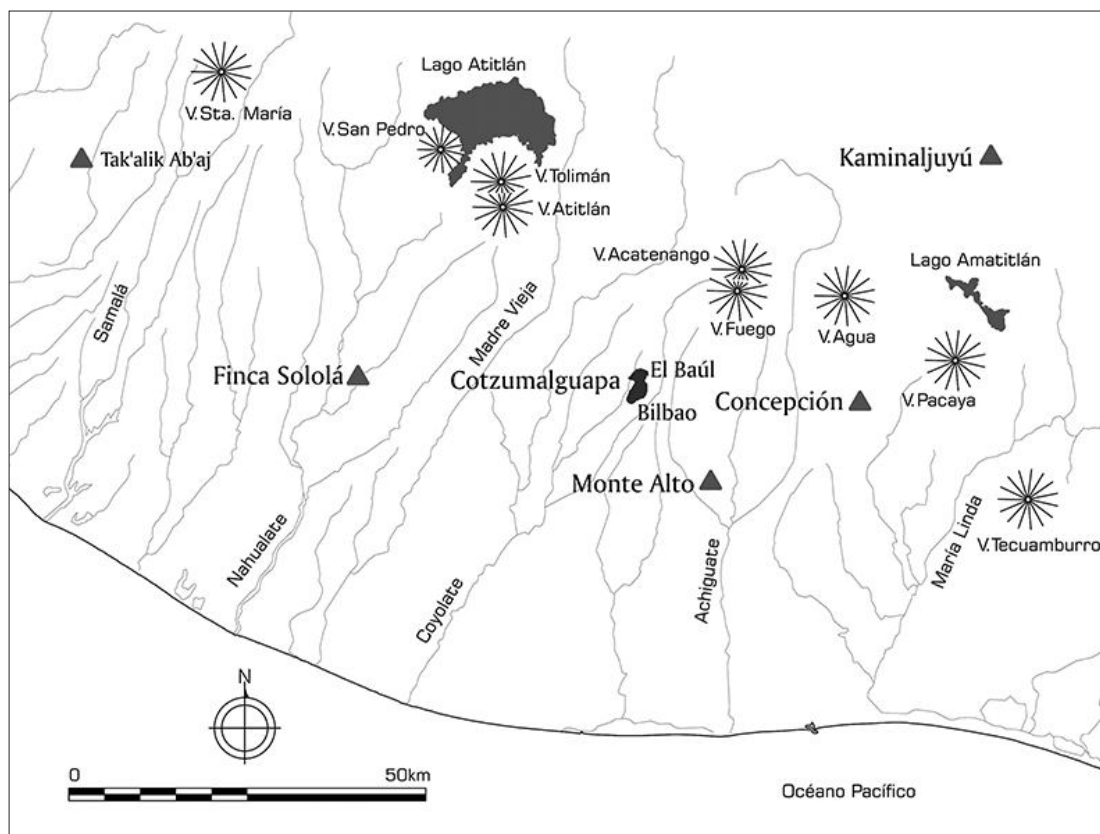 Lago Atitlán
V.Sta. María
V.San Pedro
Tak'alik Ab'aj
Kaminaljuyú
V.Tolimán
V.Atitlán
V.Acatenango
Lago Amatitlán
Samalá
Madre Vieja
V.Fuego
V.Agua
Finca Sololá
Cotzumalguapa
El Baúl
Bilbao
Concepción
V.Pacaya
Monte Alto
Nahualate
Coyolate
Achiguate
María Linda
V.Tecuamburro
N
0
50km
Océano Pacífico